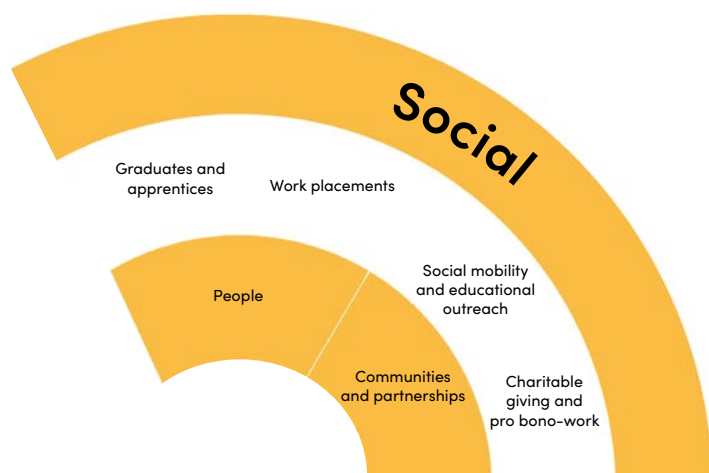 Social
Graduates and
apprentices
Work placements
Social mobility
and educational
outreach
People
Communities
and partnerships
Charitable
giving and
pro bono-work